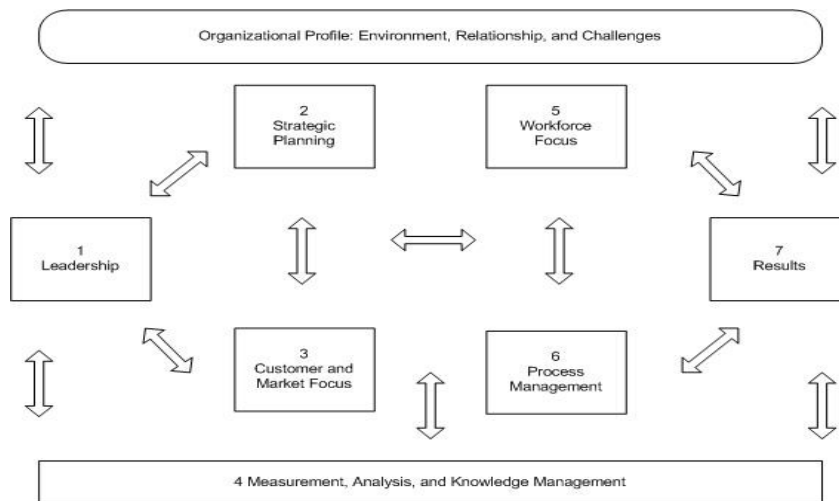 Organizational Profile: Environment, Relationship, and Challenges
2
Strategic
Planning
5
Workforce
Focus
1
Leadership
7
Results
3
Customer and
Market Focus
6
Process
Management
4 Measurement, Analysis, and Knowledge Management